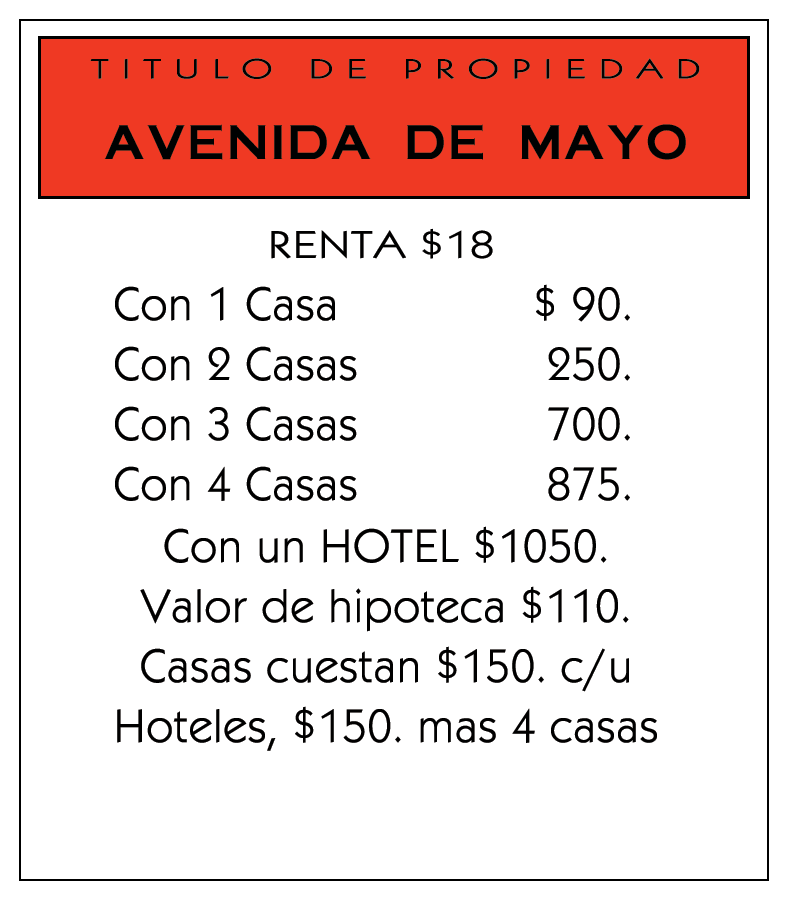 TITULO DE PROPIEDAD
AVENIDA DE MAYO
RENTA $18
Con 1 Casa $ 90.
Con 2 Casas 250.
Con 3 Casas 700.
Con 4 Casas 875.
Con un HOTEL $1050.
Valor de hipoteca $110.
Casas cuestan $150. c/u
Hoteles, $150. mas 4 casas